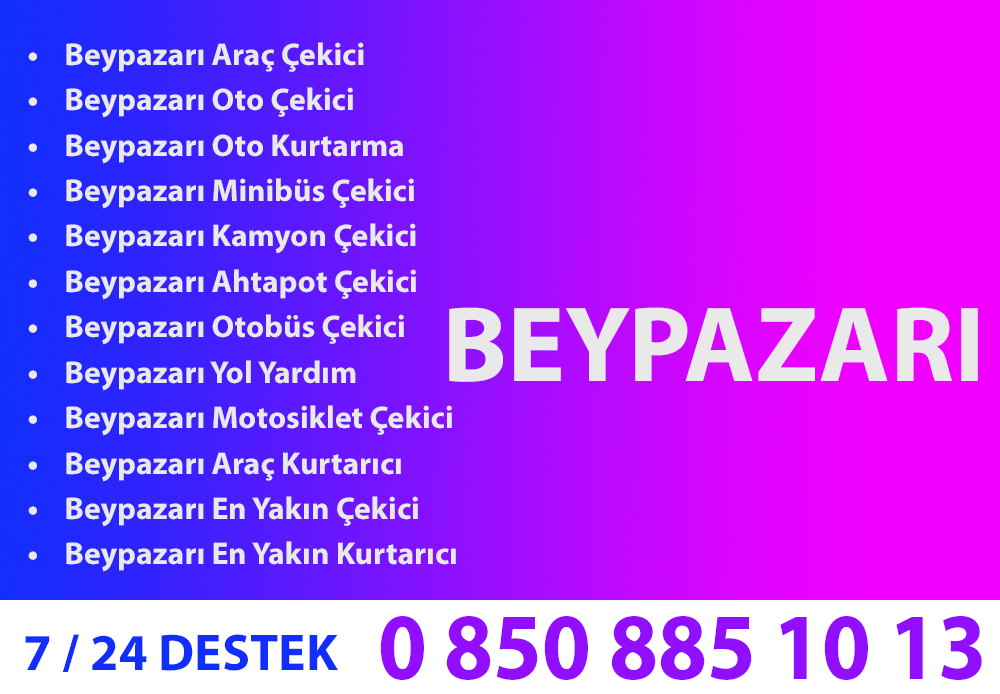 • Beypazarı Araç Çekici
• Beypazarı Oto Çekici
• Beypazarı Oto Kurtarma
• Beypazarı Minibüs Çekici
• Beypazarı Kamyon Çekici
• Beypazarı Ahtapot Çekici
• Beypazarı Otobüs Çekici
• Beypazarı Yol Yardım
• Beypazarı Motosiklet Çekici
• Beypazarı Araç Kurtarıcı
• Beypazarı En Yakın Çekici
• Beypazarı En Yakın Kurtarıcı
BEYPAZARI
7 / 24 DESTEK 0 850 885 10 13